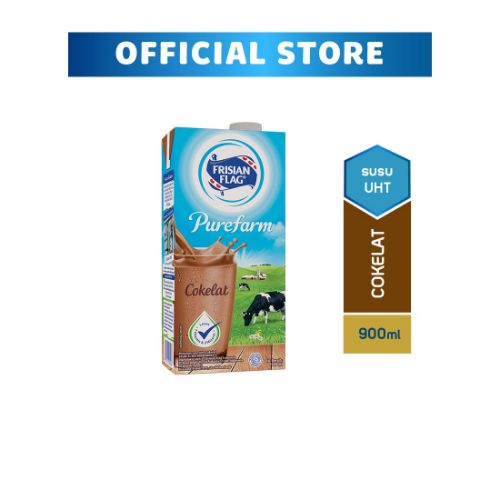 OFFICIAL STORE
FRISIAN
FLAG
Purefarm
Cokelat
susu
UHT
COKELAT
900ml